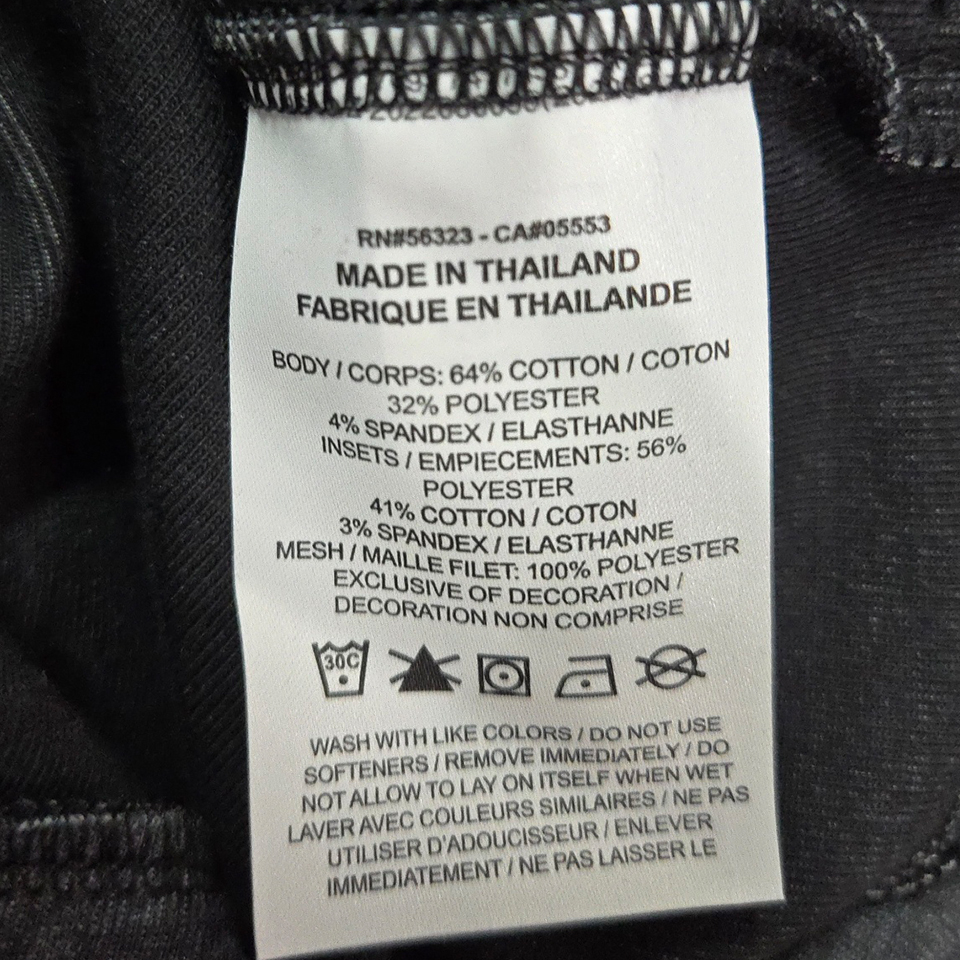 RN#56323 - CA#05553
MADE IN THAILAND
FABRIQUE EN THAILANDE
BODY / CORPS: 64% COTTON / COTON
32% POLYESTER
4% SPANDEX / ELASTHANNE
INSETS / EMPIECEMENTS: 56%
POLYESTER
41% COTTON / COTON
3% SPANDEX / ELASTHANNE
MESH / MAILLE FILET: 100% POLYESTER
EXCLUSIVE OF DECORATION /
DECORATION NON COMPRISE
30C
WASH WITH LIKE COLORS / DO NOT USE
SOFTENERS / REMOVE IMMEDIATELY / DO
NOT ALLOW TO LAY ON ITSELF WHEN WET
LAVER AVEC COULEURS SIMILAIRES / NE PAS
UTILISER D'ADOUCISSEUR / ENLEVER
IMMEDIATEMENT / NE PAS LAISSER LE